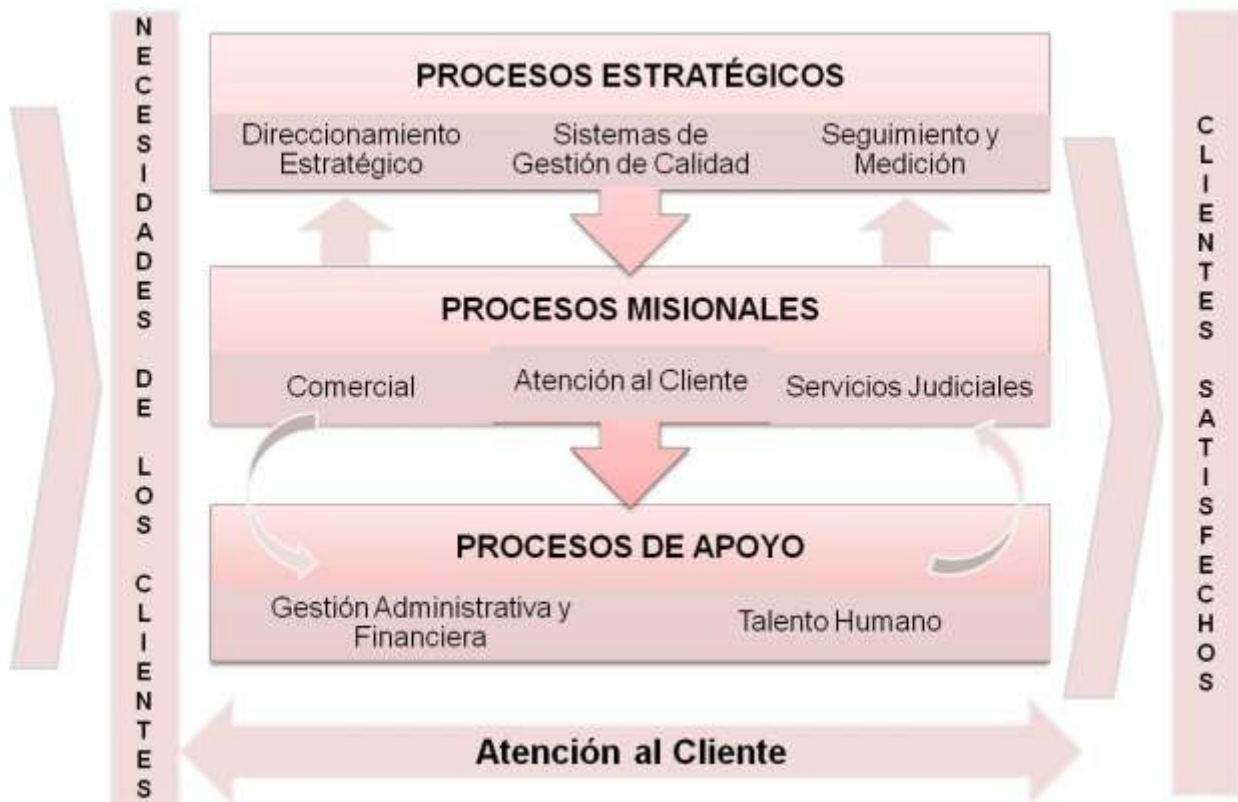 NECESIDADES DE LOS CLIENTES
PROCESOS ESTRATÉGICOS
Direccionamiento
Estratégico
Sistemas de
Gestión de Calidad
Seguimiento y
Medición
PROCESOS MISIONALES
Comercial
Atención al Cliente
Servicios Judiciales
PROCESOS DE APOYO
Gestión Administrativa y
Financiera
Talento Humano
Atención al Cliente
CLIENTES SATISFECHOS